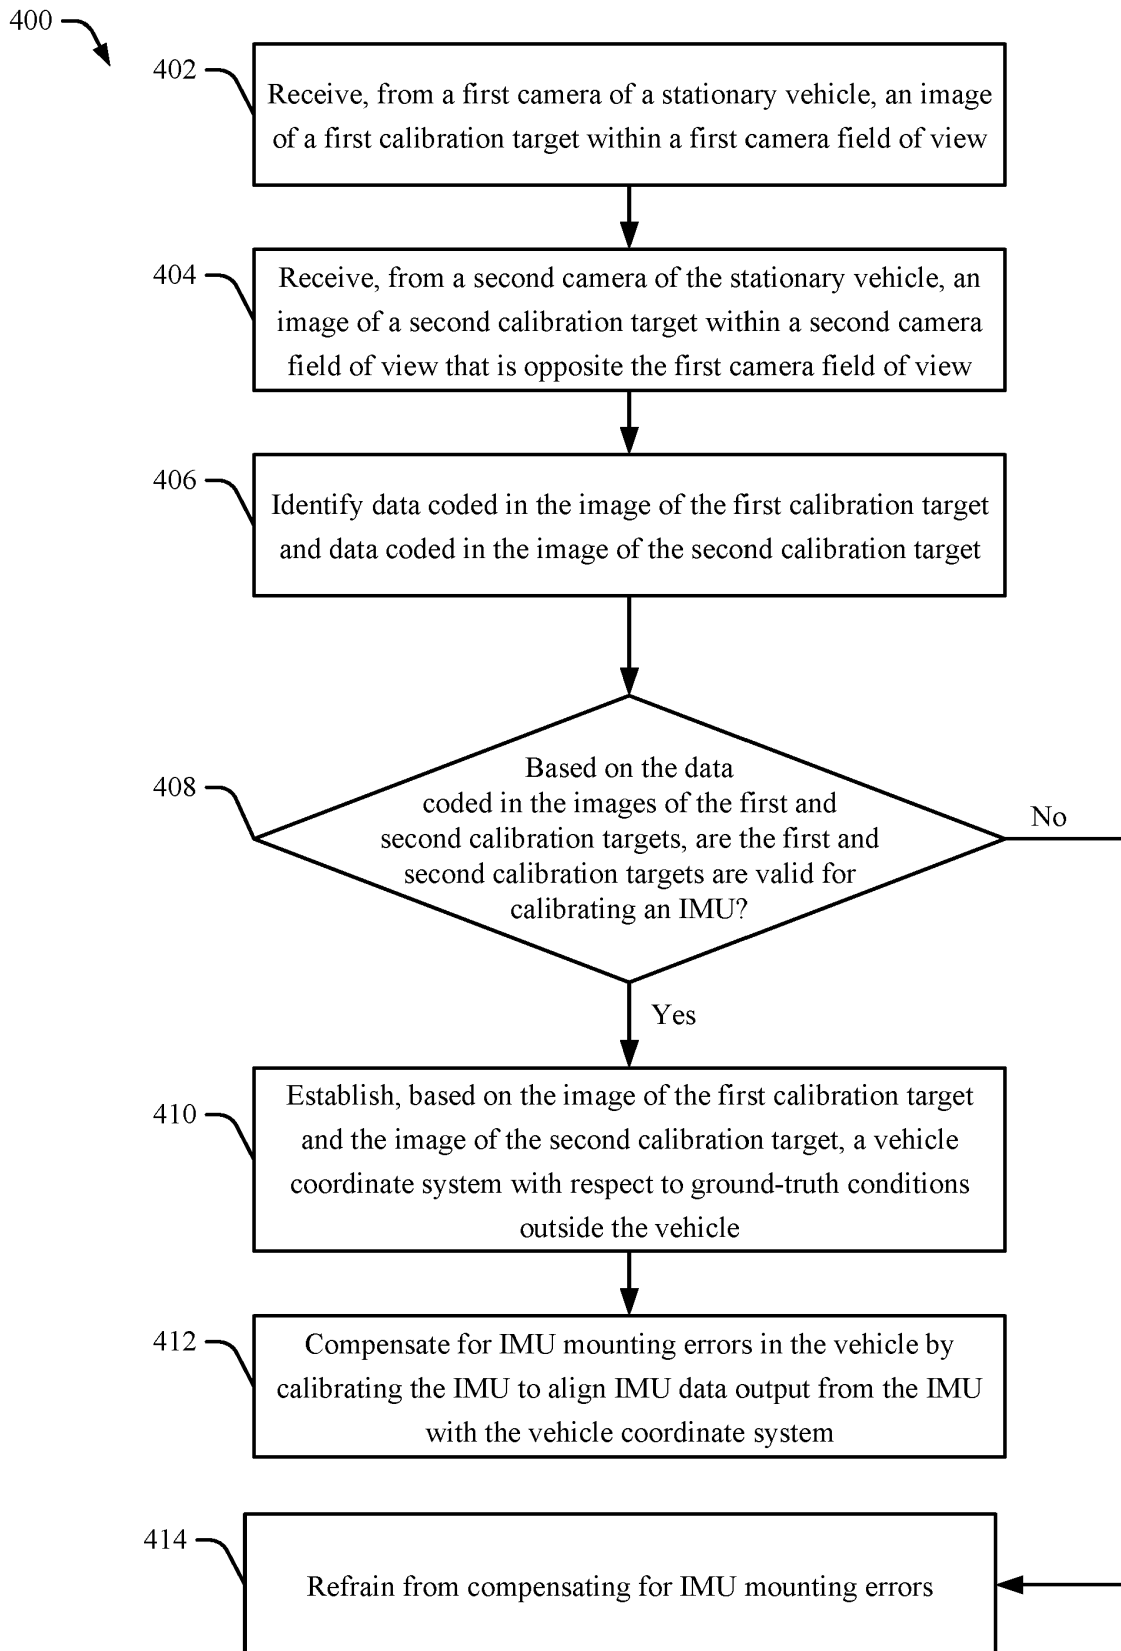 400
402
Receive, from a first camera of a stationary vehicle, an image
of a first calibration target within a first camera field of view
404
Receive, from a second camera of the stationary vehicle, an
image of a second calibration target within a second camera
field of view that is opposite the first camera field of view
406
Identify data coded in the image of the first calibration target
and data coded in the image of the second calibration target
408
Based on the data
coded in the images of the first and
second calibration targets, are the first and
second calibration targets are valid for
calibrating an IMU?
No
Yes
410
Establish, based on the image of the first calibration target
and the image of the second calibration target, a vehicle
coordinate system with respect to ground-truth conditions
outside the vehicle
412
Compensate for IMU mounting errors in the vehicle by
calibrating the IMU to align IMU data output from the IMU
with the vehicle coordinate system
414
Refrain from compensating for IMU mounting errors